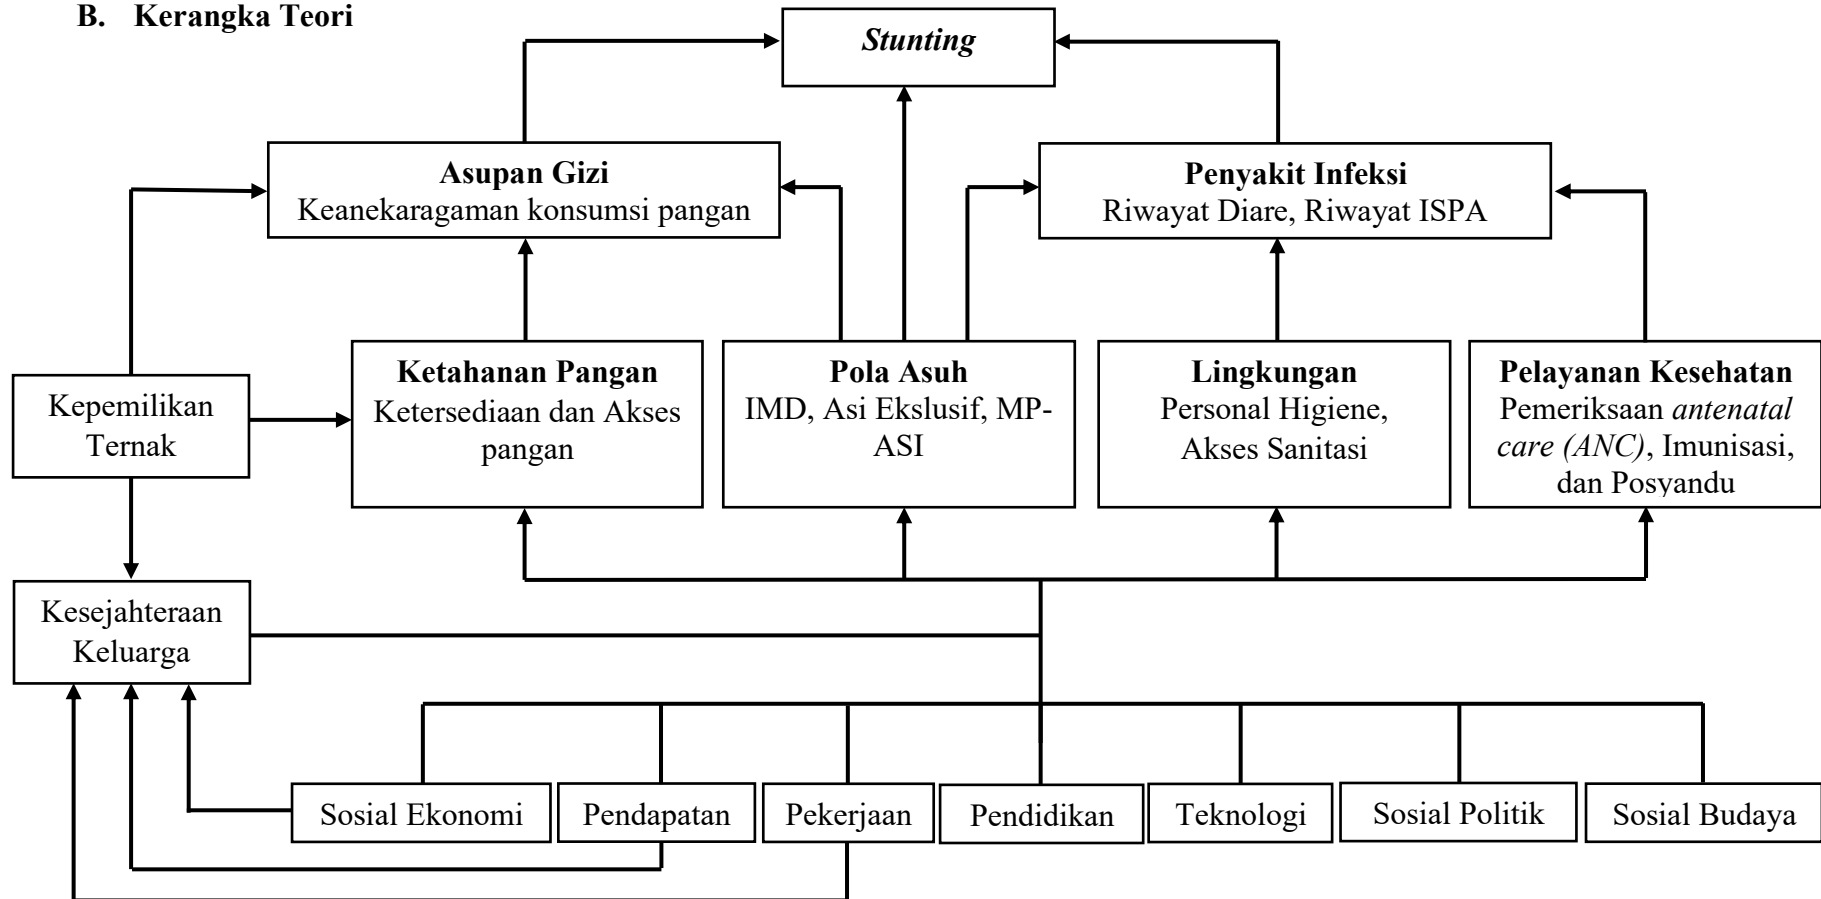 B. Kerangka Teori
Stunting
Asupan Gizi
Keanekaragaman konsumsi pangan
Penyakit Infeksi
Riwayat Diare, Riwayat ISPA
Kepemilikan
Ternak
Ketahanan Pangan
Ketersediaan dan Akses
pangan
Pola Asuh
IMD, Asi Ekslusif, MP-
ASI
Lingkungan
Personal Higiene,
Akses Sanitasi
Pelayanan Kesehatan
Pemeriksaan antenatal
care (ANC), Imunisasi,
dan Posyandu
Kesejahteraan
Keluarga
Sosial Ekonomi
Pendapatan
Pekerjaan
Pendidikan
Teknologi
Sosial Politik
Sosial Budaya